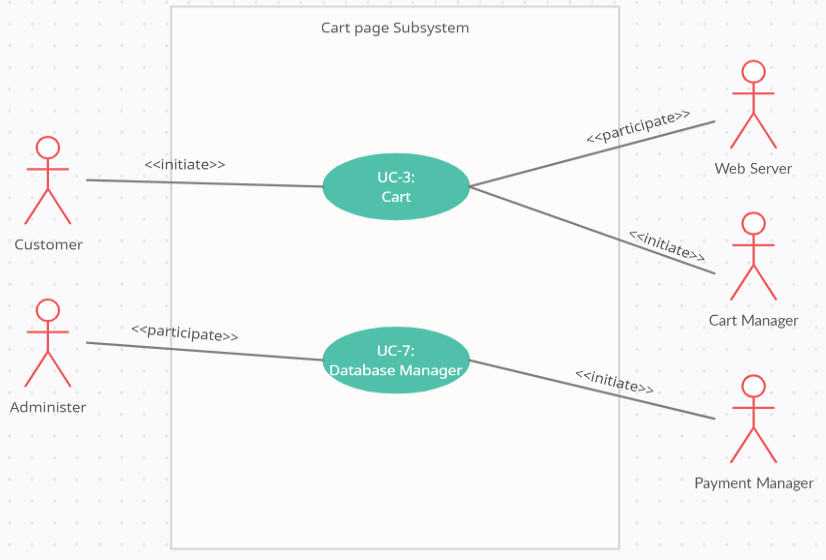 Cart page Subsystem
<<participate>>
<<initiate>>
Web Server
UC-3:
Cart
Customer
<<initiate>>
Cart Manager
<<participate>>
UC-7:
Database Manager
<<initiate>>
Administer
Payment Manager